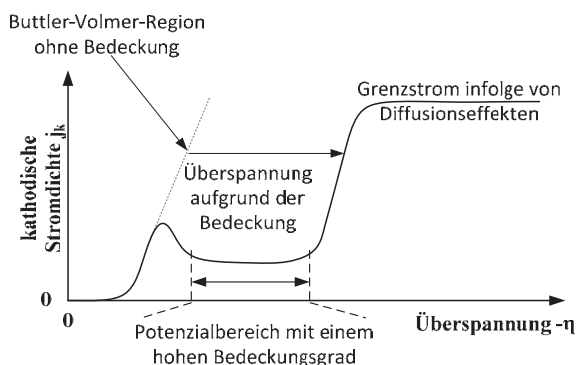 Buttler-Volmer-Region
ohne Bedeckung
Grenzstrom infolge von
Diffusionseffekten
kathodische
Stromdichte jk
Überspannung
aufgrund der
Bedeckung
0
0
Überspannung -η
Potenzialbereich mit einem
hohen Bedeckungsgrad